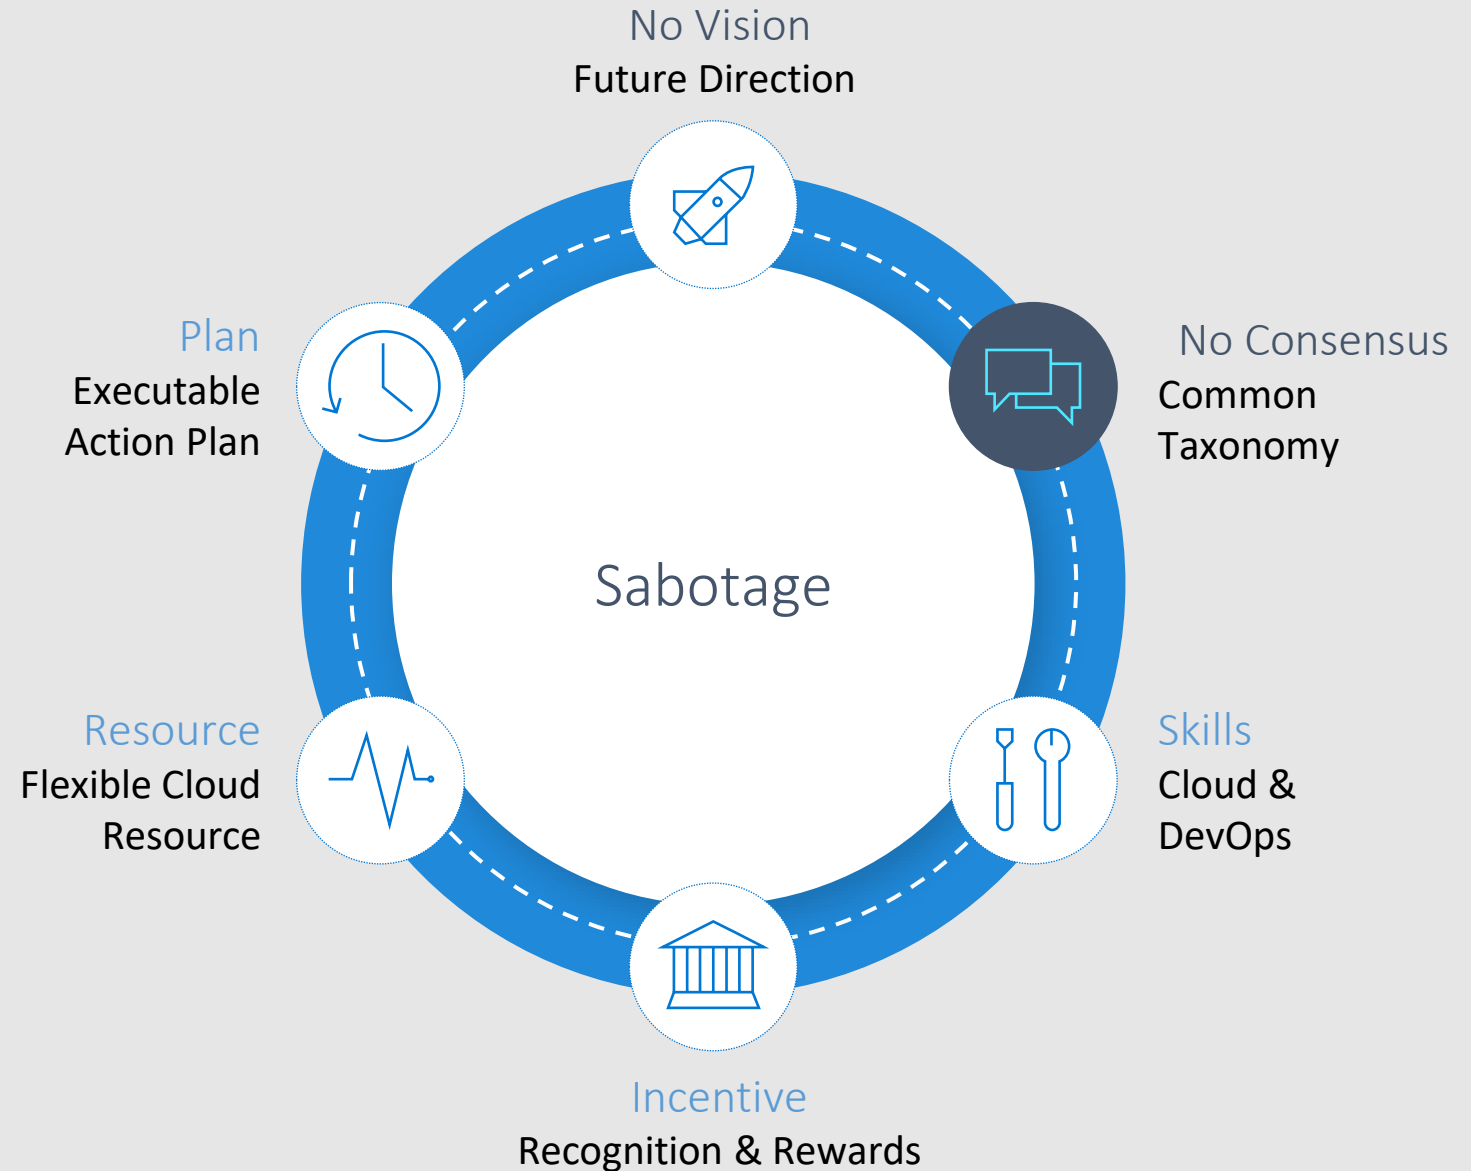 No Vision
Future Direction
No Consensus
Common
Taxonomy
Skills
Cloud &
DevOps
Incentive
Recognition & Rewards
Resource
Flexible Cloud
Resource
Plan
Executable
Action Plan
Sabotage